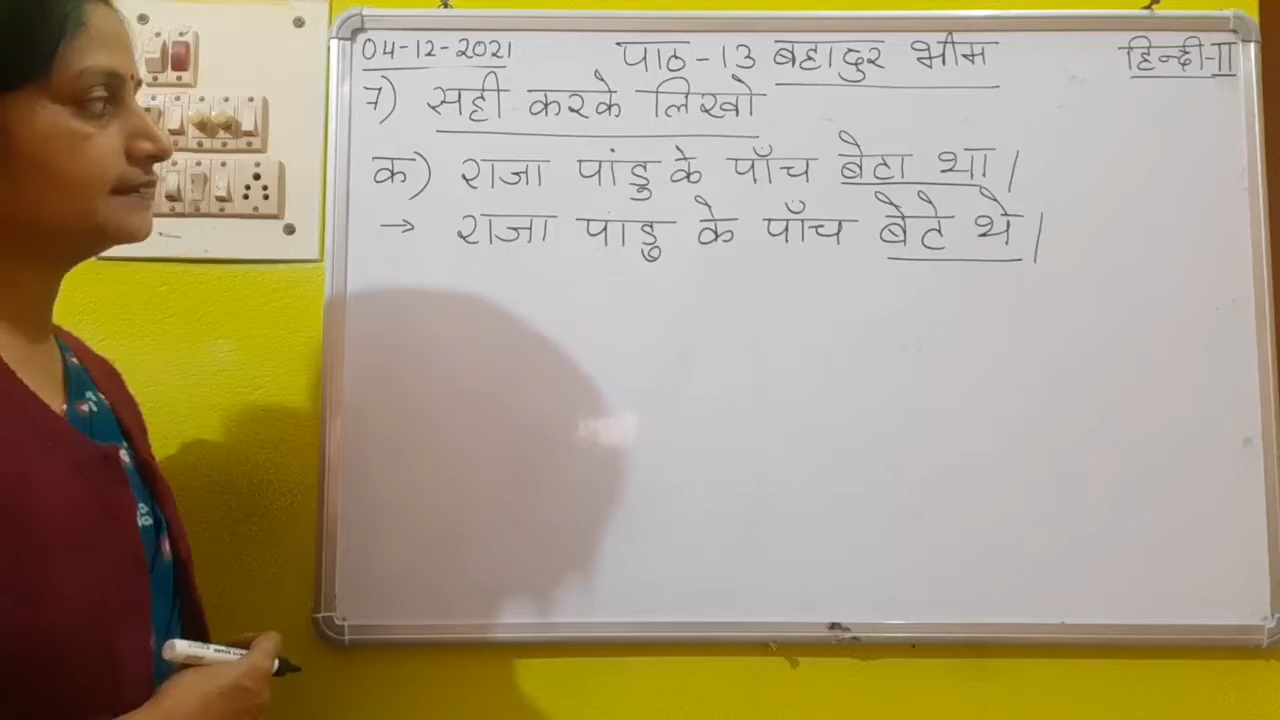 04-12-2021 पाठ-13 बहादुर भीम हिन्दी-II
7) सही करके लिखो
क) राजा पांडु के पाँच बेटा था।
→ राजा पांडु के पाँच बेटे थे।